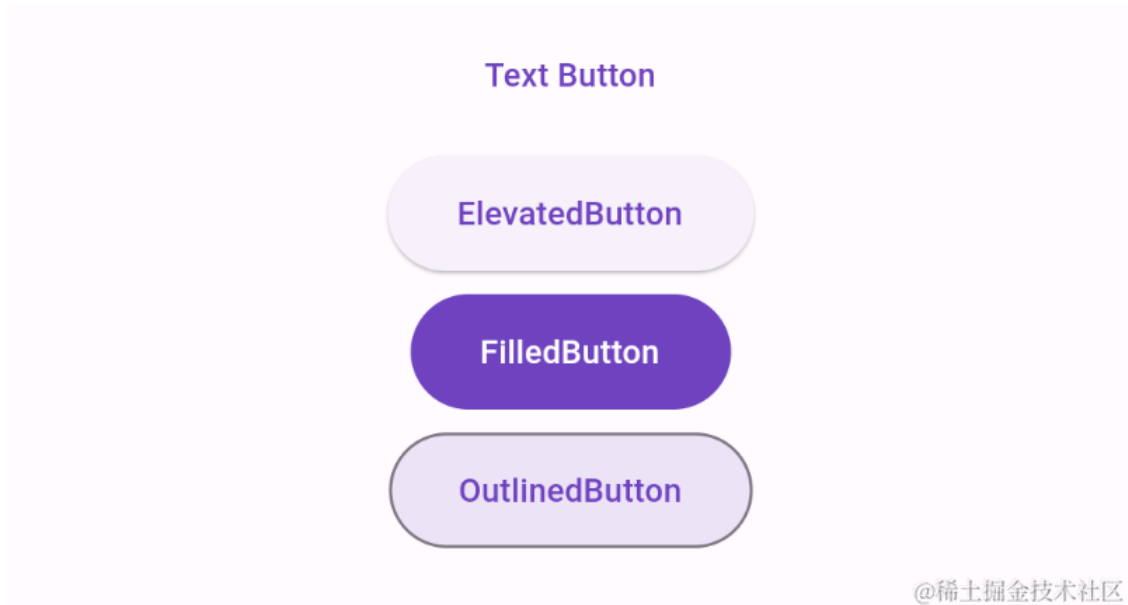 Text Button
ElevatedButton
FilledButton
OutlinedButton
@稀土掘金技术社区